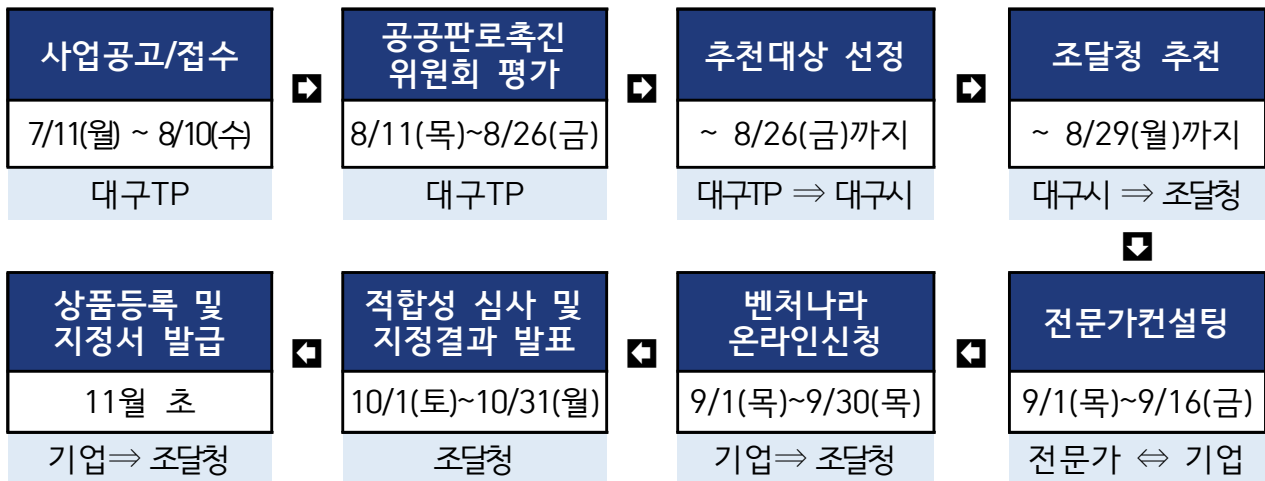 사업공고/접수
7/11(월) ~ 8/10(수)
대구TP
공공판로촉진
위원회 평가
8/11(목)~8/26(금)
대구TP
추천대상 선정
~ 8/26(금)까지
대구TP ⇒ 대구시
조달청 추천
~ 8/29(월)까지
대구시 ⇒ 조달청
전문가컨설팅
9/1(목)~9/16(금)
전문가 ⇔ 기업
벤처나라
온라인신청
9/1(목)~9/30(목)
기업⇒ 조달청
적합성 심사 및
지정결과 발표
10/1(토)~10/31(월)
조달청
상품등록 및
지정서 발급
11월 초
기업⇒ 조달청